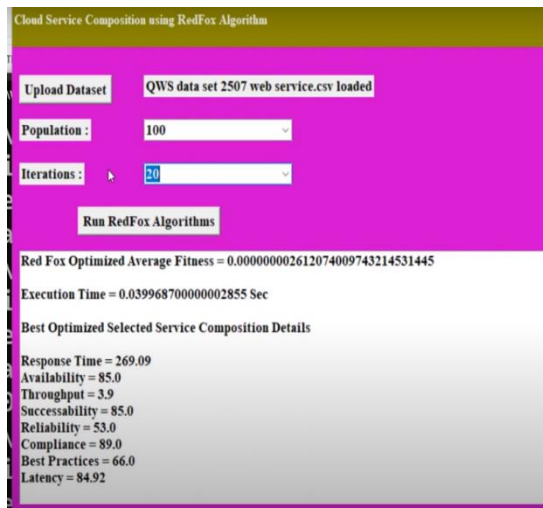 Cloud Service Composition using RedFox Algorithm
Upload Dataset QWS data set 2507 web service.csv loaded
Population : 100
Iterations : 20
Run RedFox Algorithms
Red Fox Optimized Average Fitness = 0.000000002612074009743214531445
Execution Time = 0.039968700000002855 Sec
Best Optimized Selected Service Composition Details
Response Time = 269.09
Availability = 85.0
Throughput = 3.9
Successability = 85.0
Reliability = 53.0
Compliance = 89.0
Best Practices = 66.0
Latency = 84.92